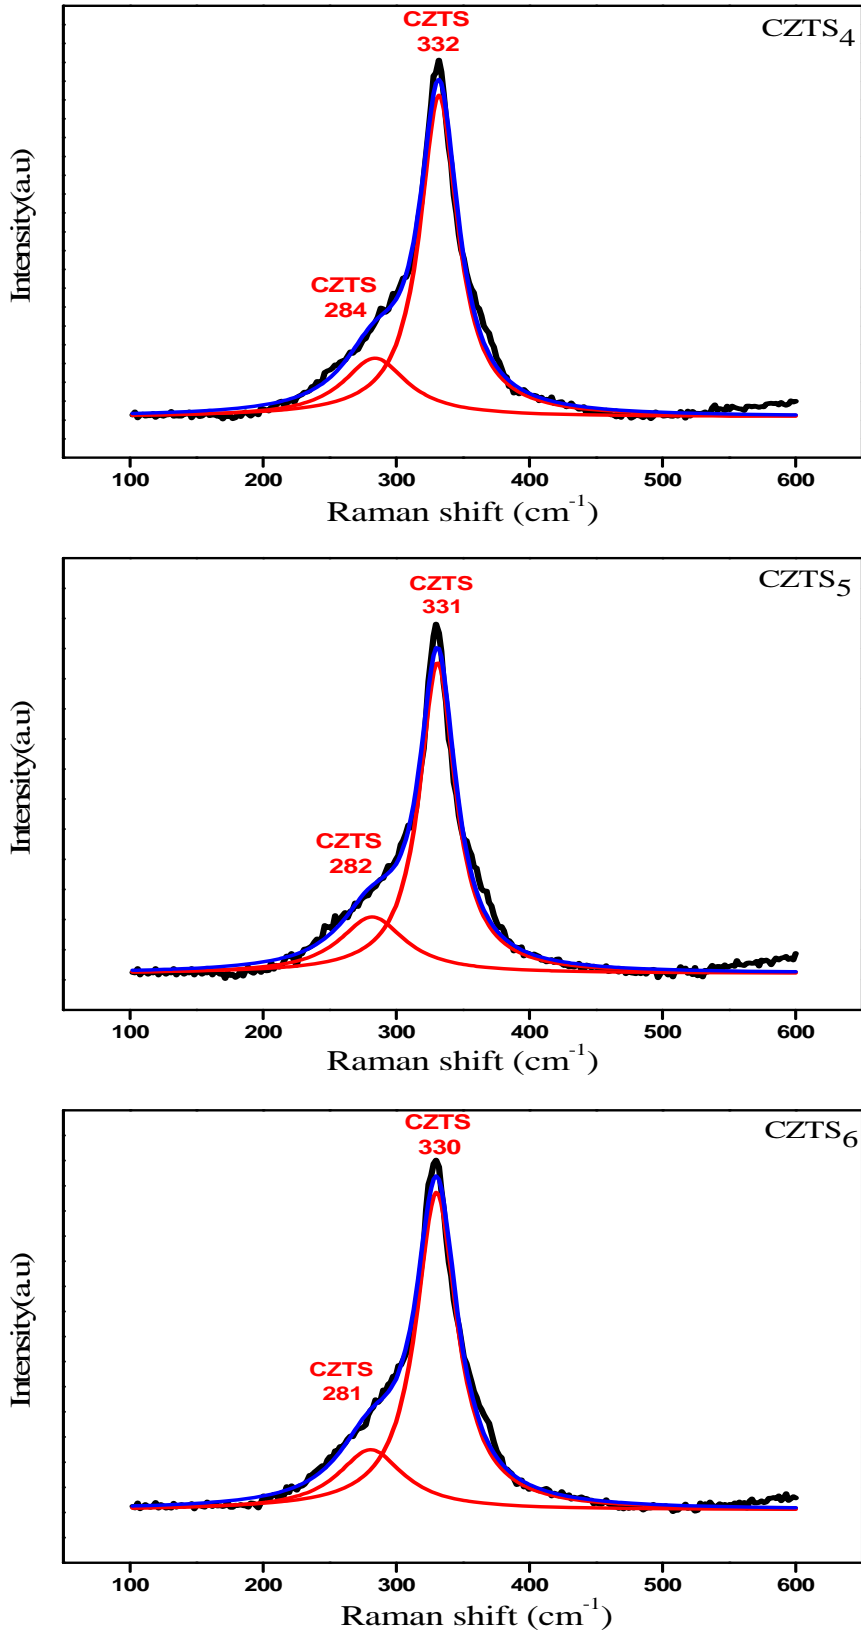 CZTS
332
CZTS4
CZTS
284
Intensity(a.u)
100 200 300 400 500 600
Raman shift (cm-1)
CZTS
331
CZTS5
CZTS
282
Intensity(a.u)
100 200 300 400 500 600
Raman shift (cm-1)
CZTS
330
CZTS6
CZTS
281
Intensity(a.u)
100 200 300 400 500 600
Raman shift (cm-1)